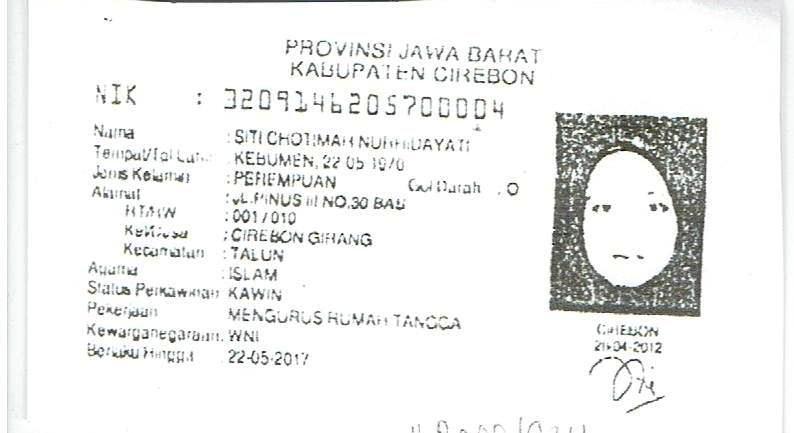 PROVINSI JAWA BARAT
KABUPATEN CIREBON
NIK : 3209146205700004
Nama : SITI CHOTIMAH NURHIDAYATI
Tempat/Tgl Lahir : KEBUMEN, 22-05-1970
Jenis Kelamin : PEREMPUAN Gol Darah : O
Alamat : JL.PINUS III NO.30 BAB
RT/RW : 001 / 010
Kel/Desa : CIREBON GIRANG
Kecamatan : TALUN
Agama : ISLAM
Status Perkawinan KAWIN
Pekerjaan MENGURUS RUMAH TANGGA
Kewarganegaraan: WNI
Berlaku Hingga 22-05-2017
CIREBON
-04-2012